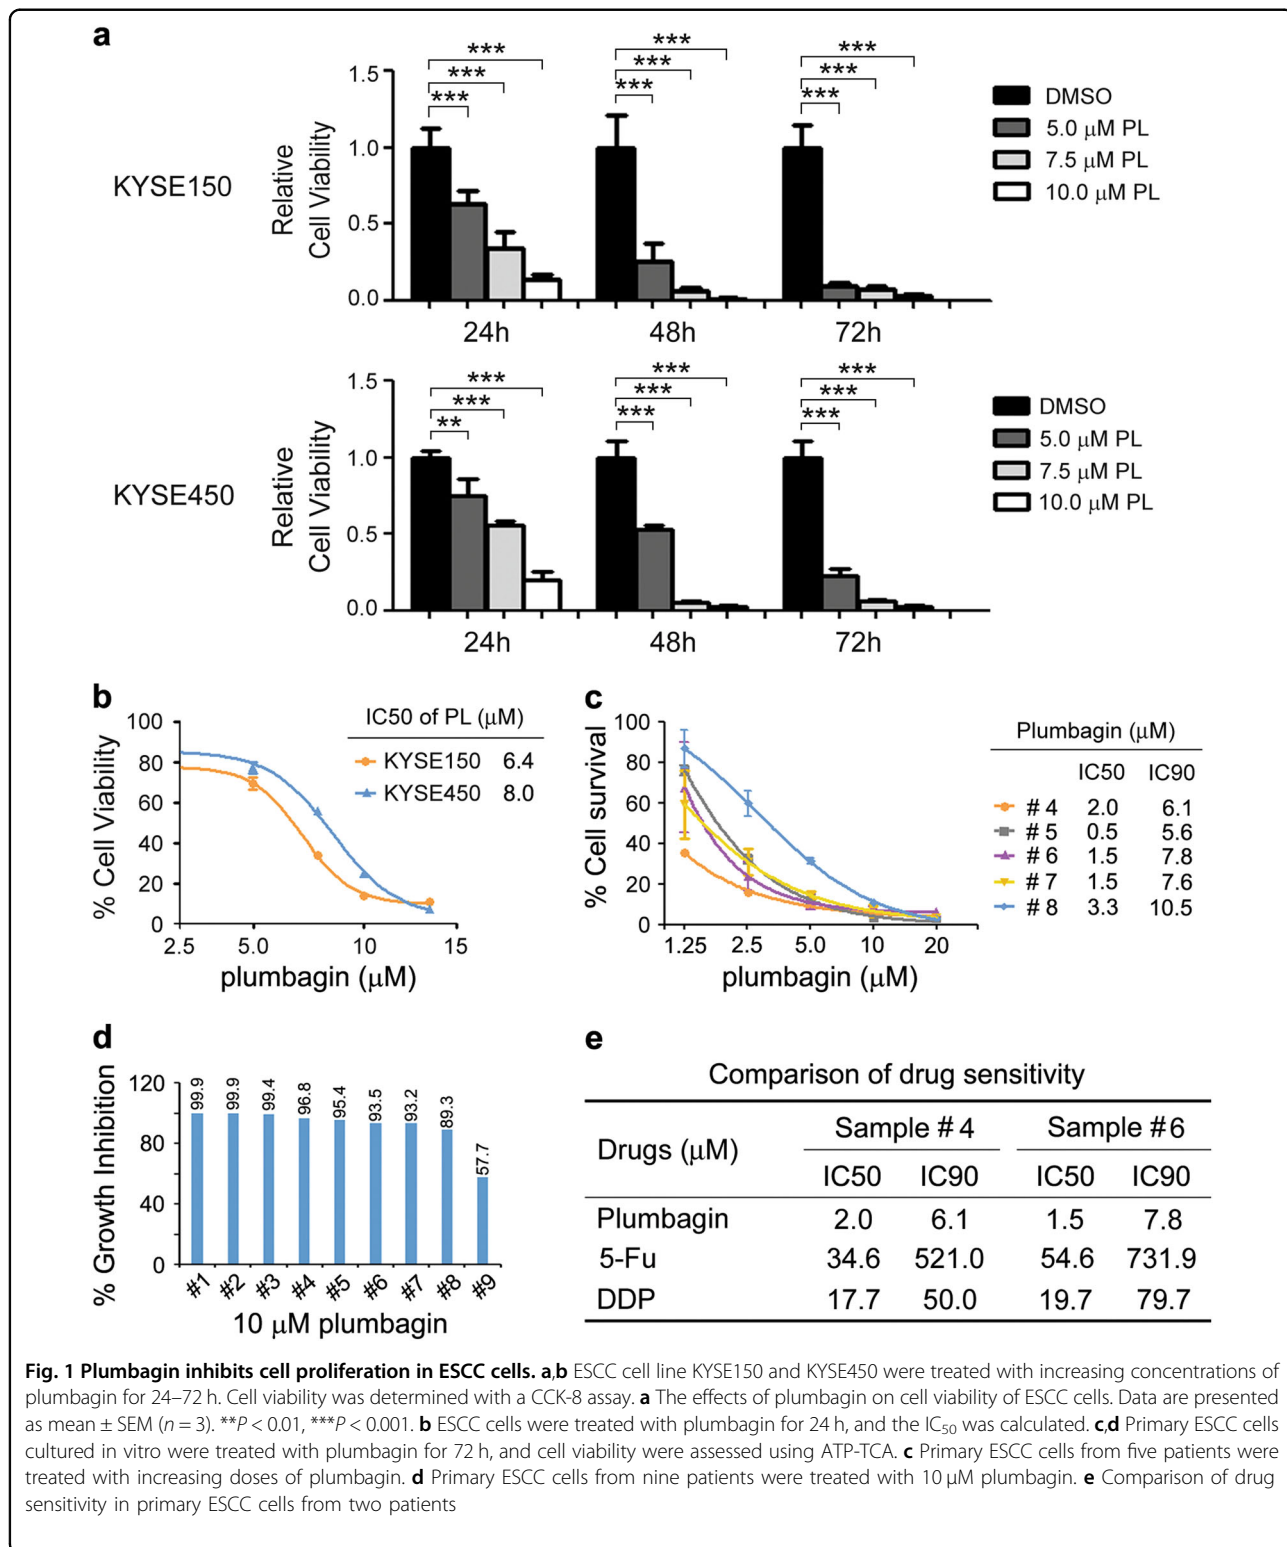 a
KYSE150
Relative
Cell Viability
1.5
1.0
0.5
0.0
*** *** ***
*** *** ***
*** *** ***
24h 48h 72h
DMSO
5.0 μM PL
7.5 μM PL
10.0 μM PL
KYSE450
Relative
Cell Viability
1.5
1.0
0.5
0.0
*** *** ***
*** *** ***
** *** ***
24h 48h 72h
DMSO
5.0 μM PL
7.5 μM PL
10.0 μM PL
b
% Cell Viability
100
80
60
40
20
0
2.5 5.0 10 15
plumbagin (μM)
IC50 of PL (μM)
KYSE150 6.4
KYSE450 8.0
c
% Cell survival
100
80
60
40
20
0
1.25 2.5 5.0 10 20
plumbagin (μM)
Plumbagin (μM)
IC50 IC90
# 4 2.0 6.1
# 5 0.5 5.6
# 6 1.5 7.8
# 7 1.5 7.6
# 8 3.3 10.5
d
% Growth Inhibition
120
80
40
0
99.9 99.9 99.4 96.8 95.4 93.5 93.2 89.3 57.7
#1 #2 #3 #4 #5 #6 #7 #8 #9
10 μM plumbagin
e
Comparison of drug sensitivity
Drugs (μM) Sample # 4 Sample # 6
IC50 IC90 IC50 IC90
Plumbagin 2.0 6.1 1.5 7.8
5-Fu 34.6 521.0 54.6 731.9
DDP 17.7 50.0 19.7 79.7
Fig. 1 Plumbagin inhibits cell proliferation in ESCC cells. a,b ESCC cell line KYSE150 and KYSE450 were treated with increasing concentrations of
plumbagin for 24–72 h. Cell viability was determined with a CCK-8 assay. a The effects of plumbagin on cell viability of ESCC cells. Data are presented
as mean ± SEM (n = 3). **P < 0.01, ***P < 0.001. b ESCC cells were treated with plumbagin for 24 h, and the IC50 was calculated. c,d Primary ESCC cells
cultured in vitro were treated with plumbagin for 72 h, and cell viability were assessed using ATP-TCA. c Primary ESCC cells from five patients were
treated with increasing doses of plumbagin. d Primary ESCC cells from nine patients were treated with 10 μM plumbagin. e Comparison of drug
sensitivity in primary ESCC cells from two patients